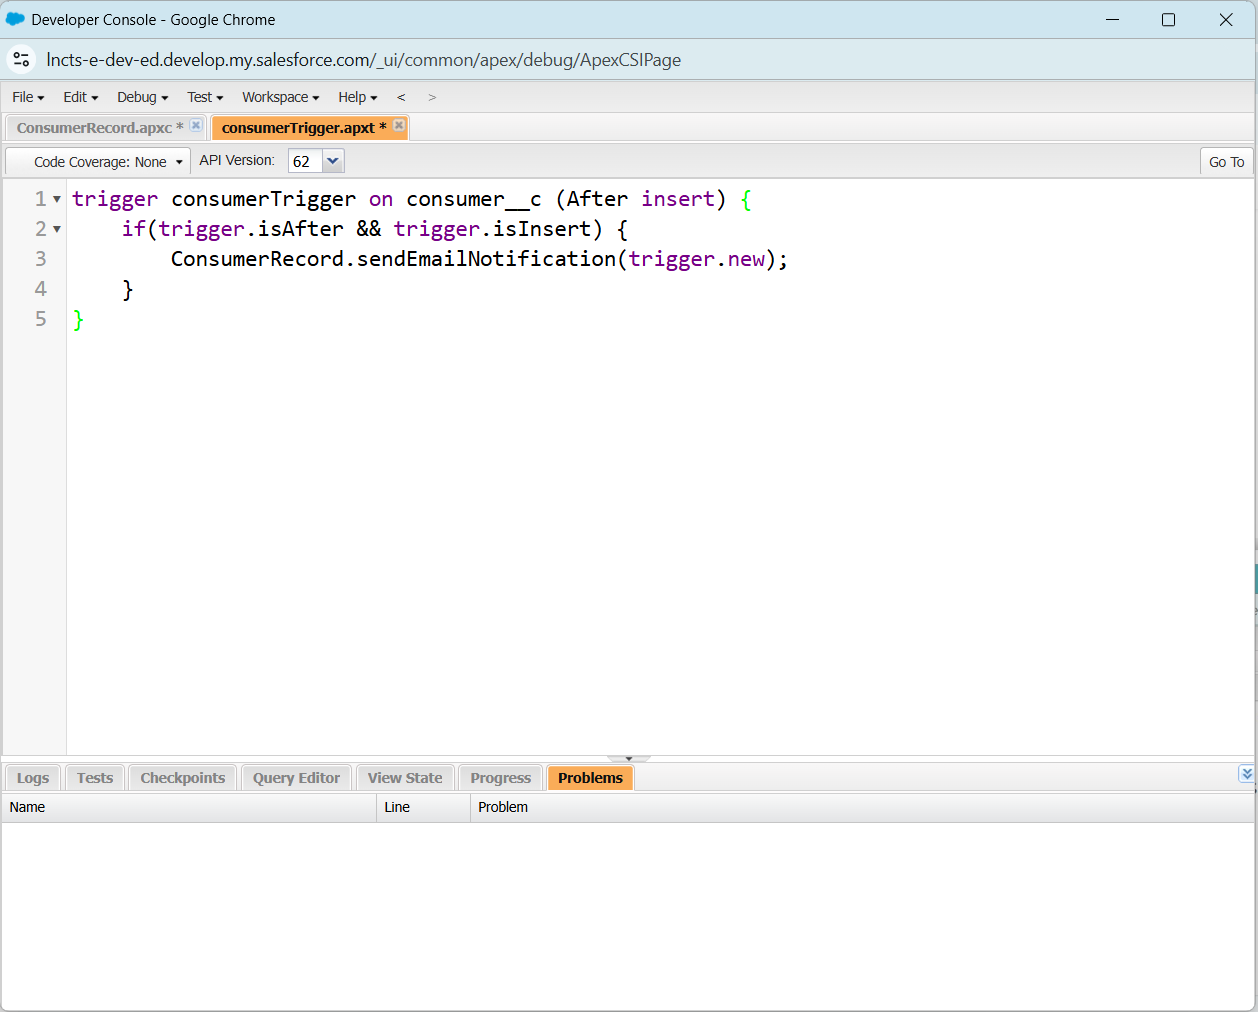 Developer Console - Google Chrome
lncts-e-dev-ed.develop.my.salesforce.com/_ui/common/apex/debug/ApexCSIPage
File Edit Debug Test Workspace Help < >
ConsumerRecord.apxc * consumerTrigger.apxt *
Code Coverage: None API Version: 62 Go To
1 trigger consumerTrigger on consumer__c (After insert) {
2 if(trigger.isAfter && trigger.isInsert) {
3 ConsumerRecord.sendEmailNotification(trigger.new);
4 }
5 }
Logs Tests Checkpoints Query Editor View State Progress Problems
Name Line Problem